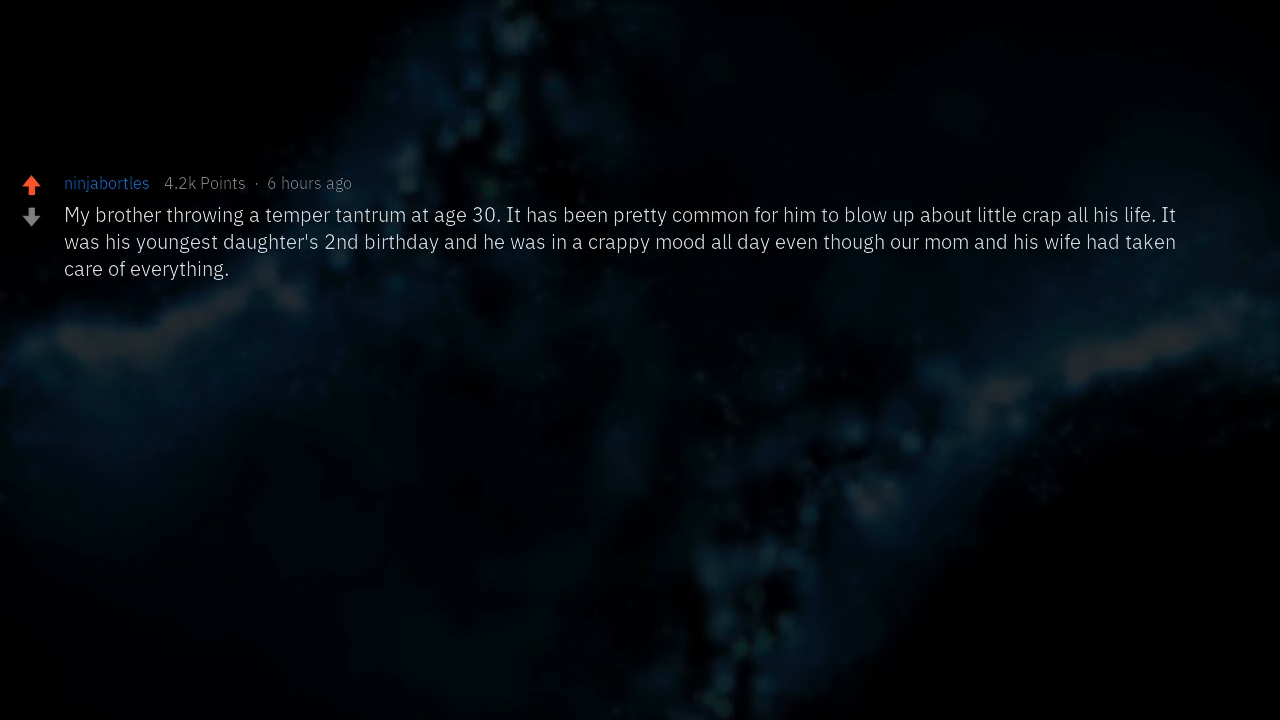 ninjabortles 4.2k Points · 6 hours ago
My brother throwing a temper tantrum at age 30. It has been pretty common for him to blow up about little crap all his life. It
was his youngest daughter's 2nd birthday and he was in a crappy mood all day even though our mom and his wife had taken
care of everything.